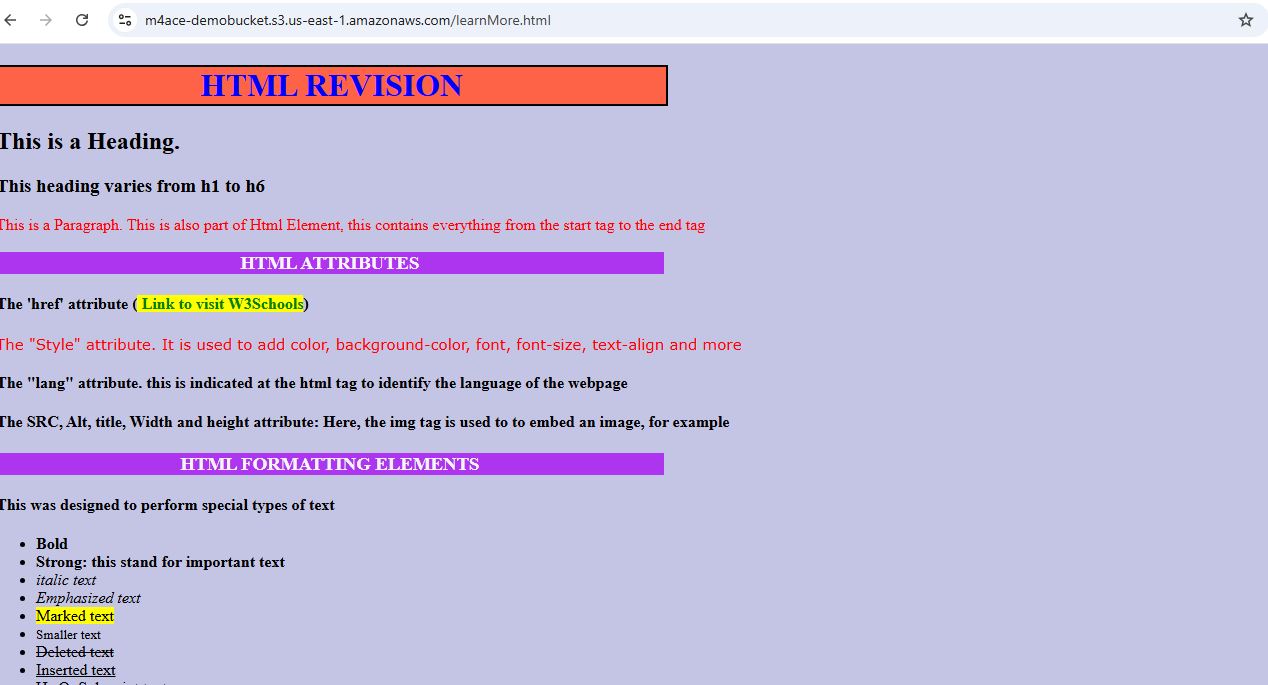 m4ace-demobucket.s3.us-east-1.amazonaws.com/learnMore.html
HTML REVISION
This is a Heading.
This heading varies from h1 to h6
This is a Paragraph. This is also part of Html Element, this contains everything from the start tag to the end tag
HTML ATTRIBUTES
The 'href' attribute ( Link to visit W3Schools)
The "Style" attribute. It is used to add color, background-color, font, font-size, text-align and more
The "lang" attribute. this is indicated at the html tag to identify the language of the webpage
The SRC, Alt, title, Width and height attribute: Here, the img tag is used to to embed an image, for example
HTML FORMATTING ELEMENTS
This was designed to perform special types of text
Bold
Strong: this stand for important text
italic text
Emphasized text
Marked text
Smaller text
Deleted text
Inserted text